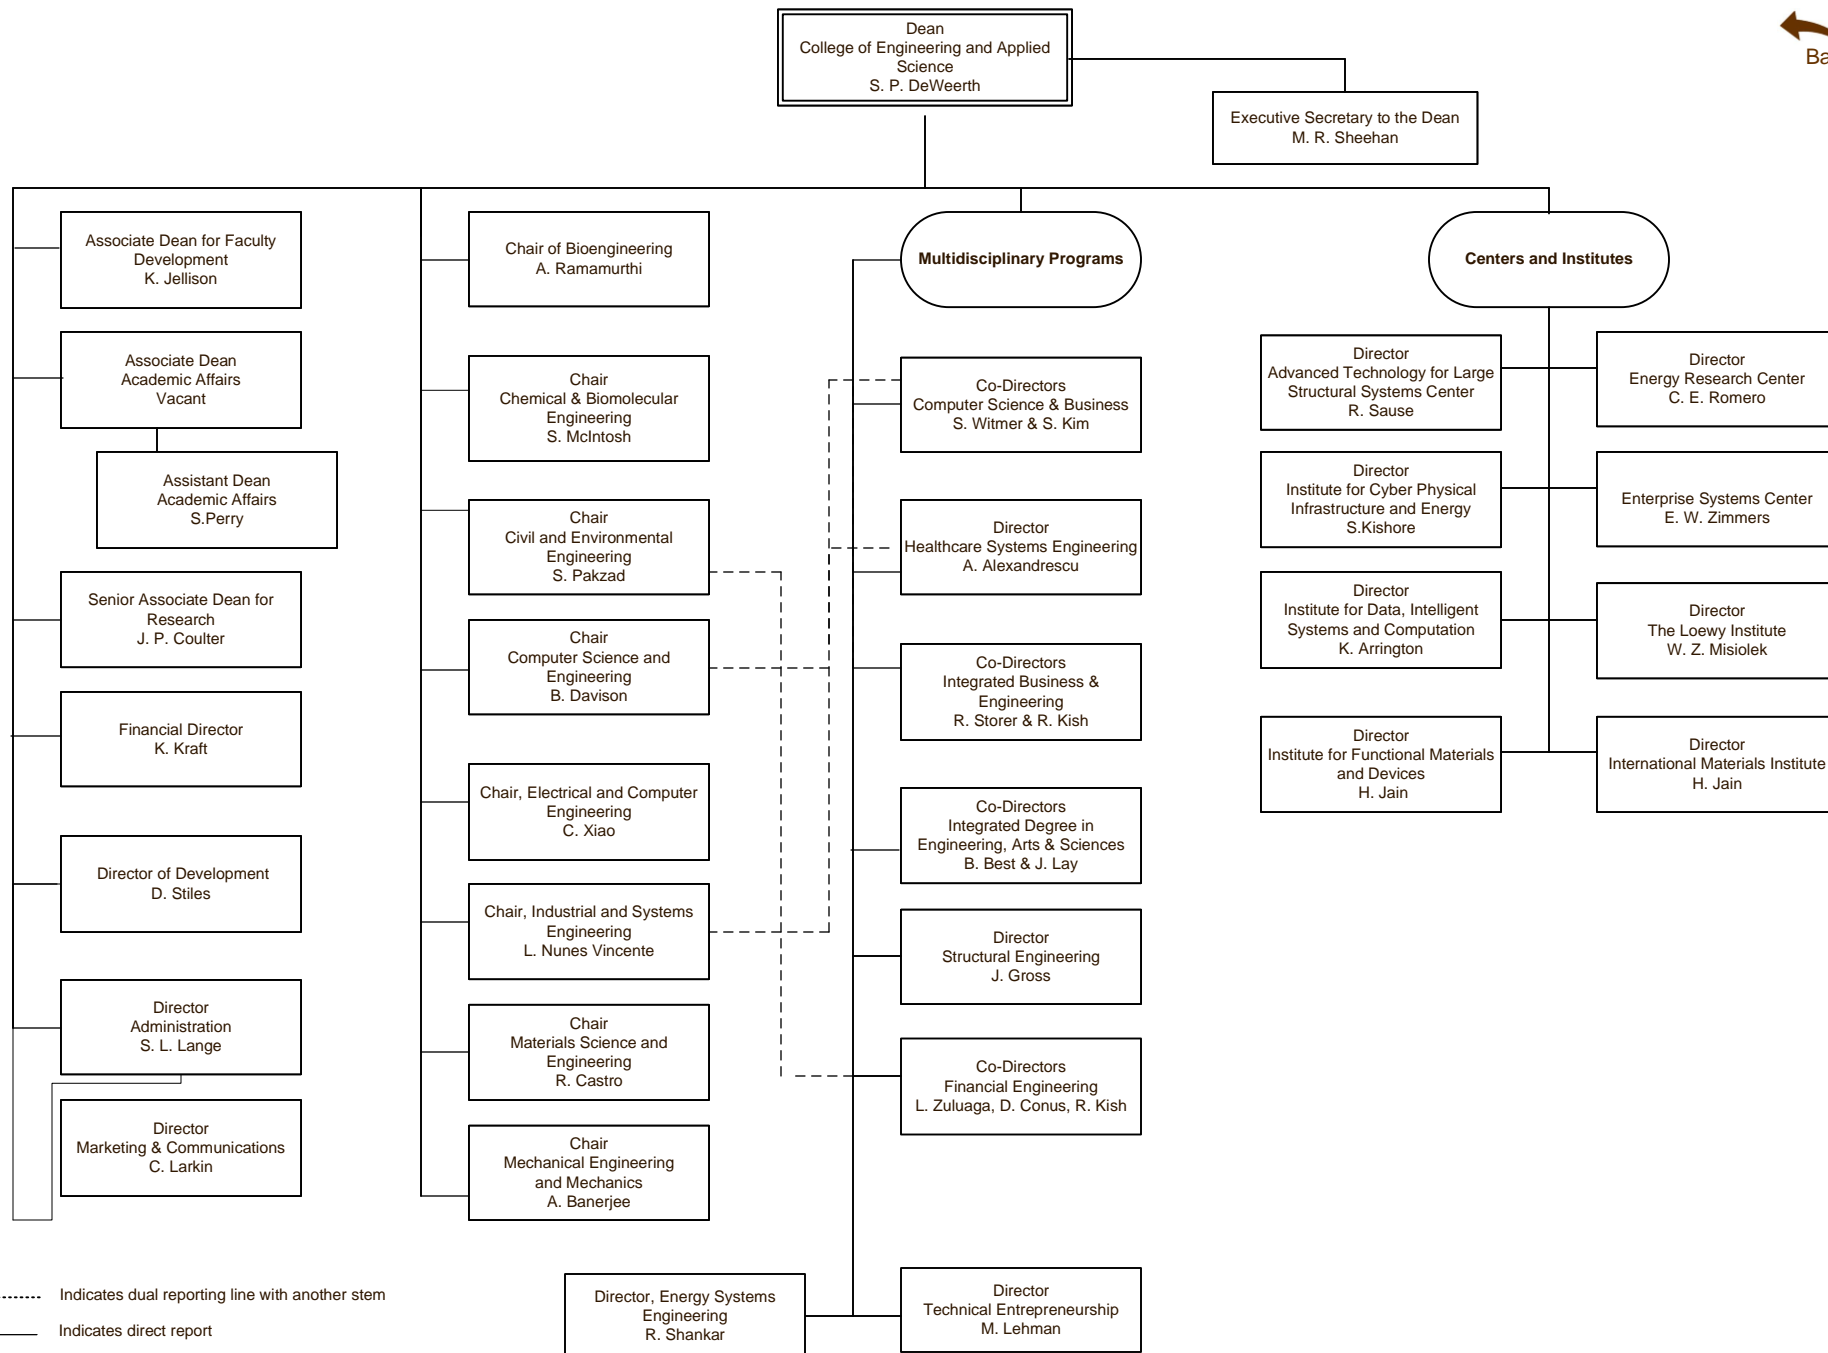 Dean
College of Engineering and Applied
Science
S. P. DeWeerth
Ba
Executive Secretary to the Dean
M. R. Sheehan
Associate Dean for Faculty
Development
K. Jellison
Associate Dean
Academic Affairs
Vacant
Assistant Dean
Academic Affairs
S.Perry
Senior Associate Dean for
Research
J. P. Coulter
Financial Director
K. Kraft
Director of Development
D. Stiles
Director
Administration
S. L. Lange
Director
Marketing & Communications
C. Larkin
Chair of Bioengineering
A. Ramamurthi
Chair
Chemical & Biomolecular
Engineering
S. McIntosh
Chair
Civil and Environmental
Engineering
S. Pakzad
Chair
Computer Science and
Engineering
B. Davison
Chair, Electrical and Computer
Engineering
C. Xiao
Chair, Industrial and Systems
Engineering
L. Nunes Vincente
Chair
Materials Science and
Engineering
R. Castro
Chair
Mechanical Engineering
and Mechanics
A. Banerjee
Multidisciplinary Programs
Co-Directors
Computer Science & Business
S. Witmer & S. Kim
Director
Healthcare Systems Engineering
A. Alexandrescu
Co-Directors
Integrated Business &
Engineering
R. Storer & R. Kish
Co-Directors
Integrated Degree in
Engineering, Arts & Sciences
B. Best & J. Lay
Director
Structural Engineering
J. Gross
Co-Directors
Financial Engineering
L. Zuluaga, D. Conus, R. Kish
Director, Energy Systems
Engineering
R. Shankar
Director
Technical Entrepreneurship
M. Lehman
Centers and Institutes
Director
Advanced Technology for Large
Structural Systems Center
R. Sause
Director
Energy Research Center
C. E. Romero
Director
Institute for Cyber Physical
Infrastructure and Energy
S.Kishore
Enterprise Systems Center
E. W. Zimmers
Director
Institute for Data, Intelligent
Systems and Computation
K. Arrington
Director
The Loewy Institute
W. Z. Misiolek
Director
Institute for Functional Materials
and Devices
H. Jain
Director
International Materials Institute
H. Jain
Indicates dual reporting line with another stem
Indicates direct report